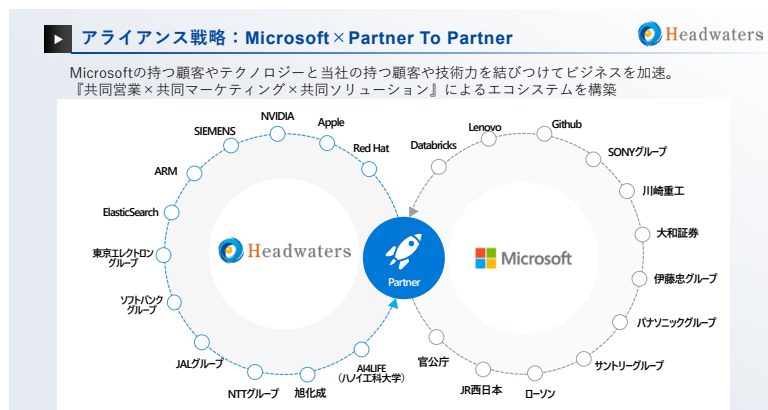 アライアンス戦略：Microsoft×Partner To Partner
Headwaters
Microsoftの持つ顧客やテクノロジーと当社の持つ顧客や技術力を結びつけてビジネスを加速。
『共同営業×共同マーケティング×共同ソリューション』によるエコシステムを構築
NVIDIA
Apple
SIEMENS
Red Hat
ARM
ElasticSearch
東京エレクトロン
グループ
ソフトバンク
グループ
JALグループ
NTTグループ
旭化成
AI4LIFE
（ハノイ工科大学）
Headwaters
Partner
Microsoft
Databricks
Lenovo
Github
SONYグループ
川崎重工
大和証券
伊藤忠グループ
パナソニックグループ
サントリーグループ
ローソン
JR西日本
官公庁